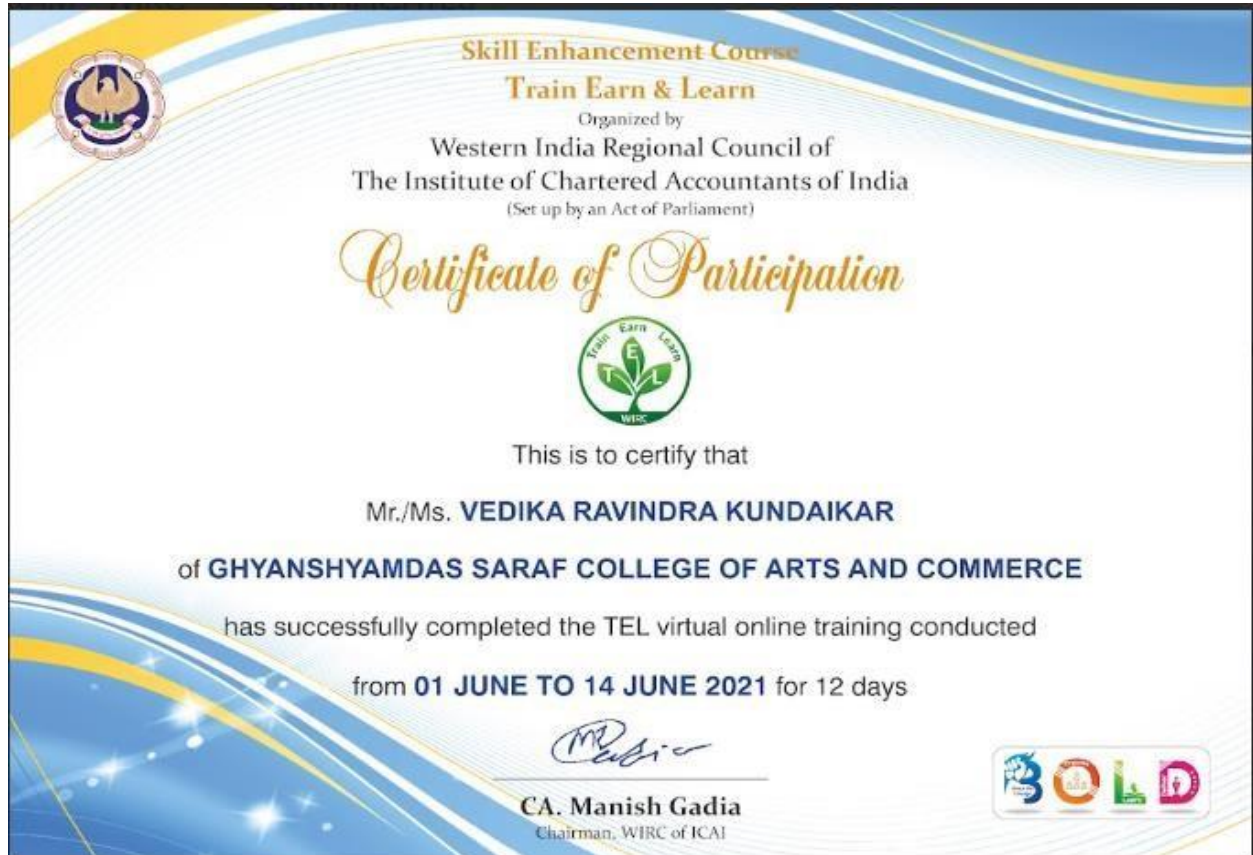 Skill Enhancement Course
Train Earn & Learn
Organized by
Western India Regional Council of
The Institute of Chartered Accountants of India
(Set up by an Act of Parliament)
Certificate of Participation
Train Earn Learn
T E L
WIRC
This is to certify that
Mr./Ms. VEDIKA RAVINDRA KUNDAIKAR
of GHYANSHYAMDAS SARAF COLLEGE OF ARTS AND COMMERCE
has successfully completed the TEL virtual online training conducted
from 01 JUNE TO 14 JUNE 2021 for 12 days
CA. Manish Gadia
Chairman, WIRC of ICAI
BOLD